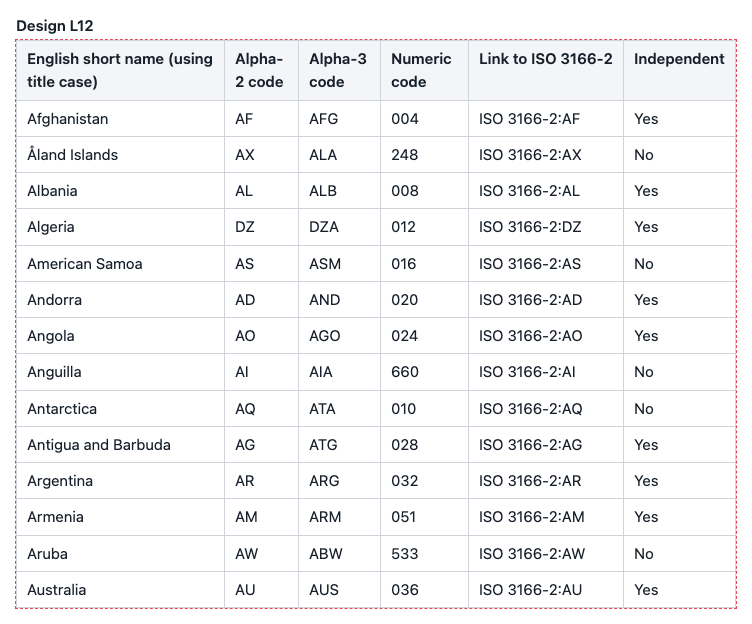 Design L12
English short name (using title case) Alpha-2 code Alpha-3 code Numeric code Link to ISO 3166-2 Independent
Afghanistan AF AFG 004 ISO 3166-2:AF Yes
Åland Islands AX ALA 248 ISO 3166-2:AX No
Albania AL ALB 008 ISO 3166-2:AL Yes
Algeria DZ DZA 012 ISO 3166-2:DZ Yes
American Samoa AS ASM 016 ISO 3166-2:AS No
Andorra AD AND 020 ISO 3166-2:AD Yes
Angola AO AGO 024 ISO 3166-2:AO Yes
Anguilla AI AIA 660 ISO 3166-2:AI No
Antarctica AQ ATA 010 ISO 3166-2:AQ No
Antigua and Barbuda AG ATG 028 ISO 3166-2:AG Yes
Argentina AR ARG 032 ISO 3166-2:AR Yes
Armenia AM ARM 051 ISO 3166-2:AM Yes
Aruba AW ABW 533 ISO 3166-2:AW No
Australia AU AUS 036 ISO 3166-2:AU Yes